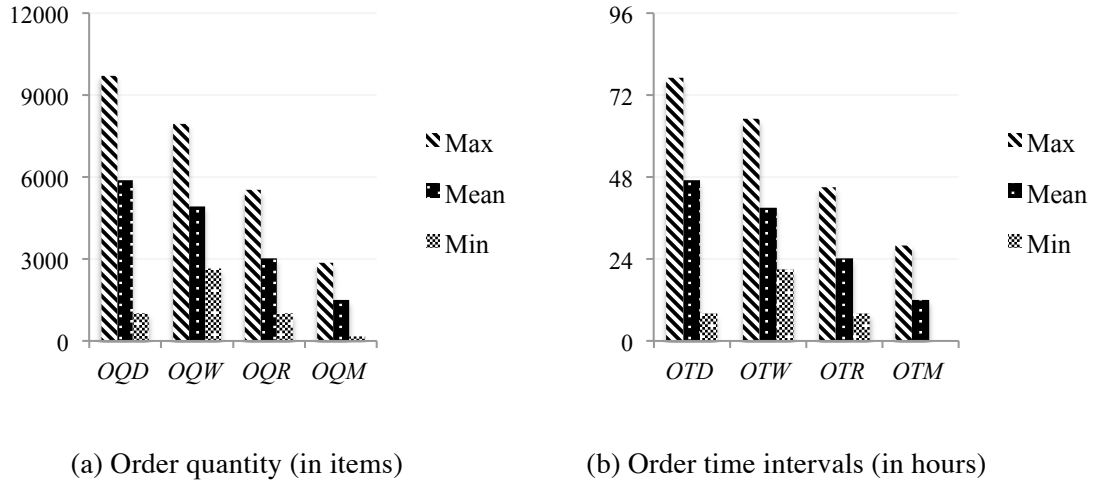 12000
9000
6000
3000
0
OQD OQW OQR OQM
Max
Mean
Min
(a) Order quantity (in items)
96
72
48
24
0
OTD OTW OTR OTM
Max
Mean
Min
(b) Order time intervals (in hours)